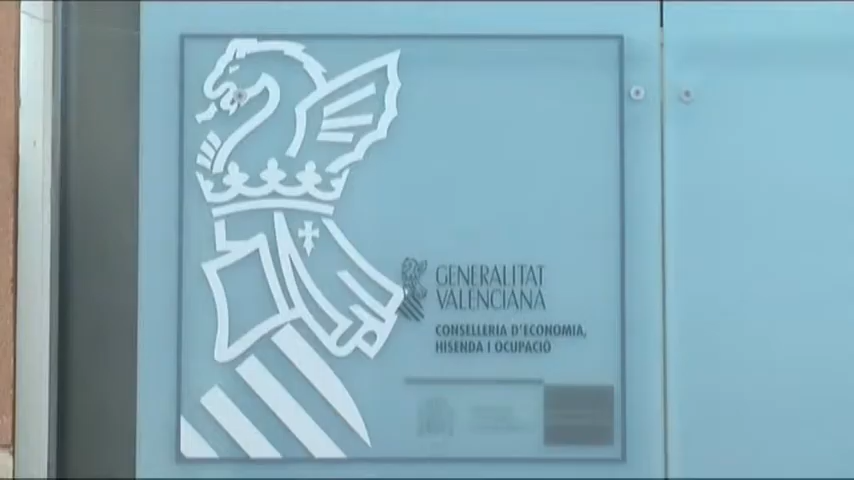 GENERALITAT
VALENCIANA
CONSELLERIA D'ECONOMIA,
HISENDA I OCUPACIÓ